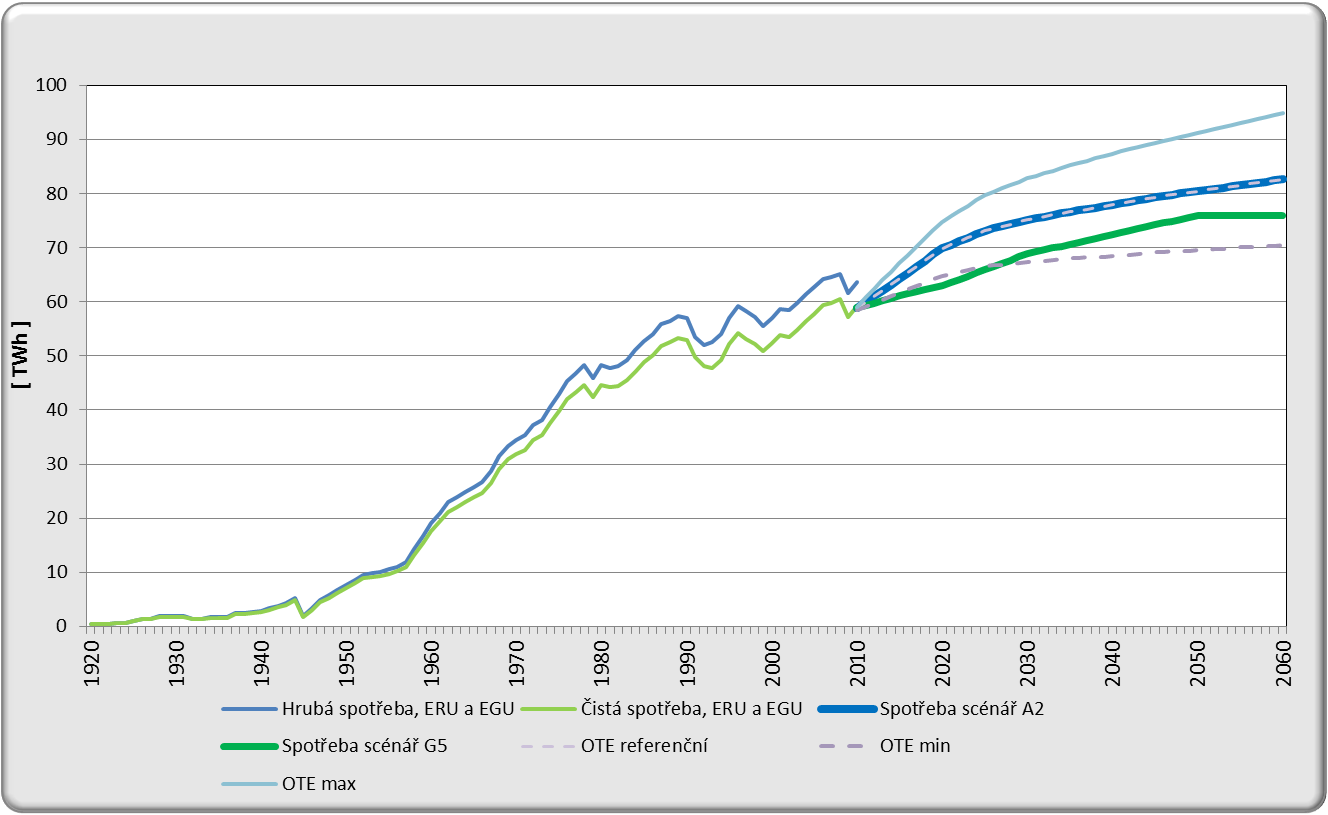 100
90
80
70
60
50
40
30
20
10
0
[ TWh ]
1920 1930 1940 1950 1960 1970 1980 1990 2000 2010 2020 2030 2040 2050 2060
Hrubá spotřeba, ERU a EGU Čistá spotřeba, ERU a EGU Spotřeba scénář A2
Spotřeba scénář G5 OTE referenční OTE min
OTE max